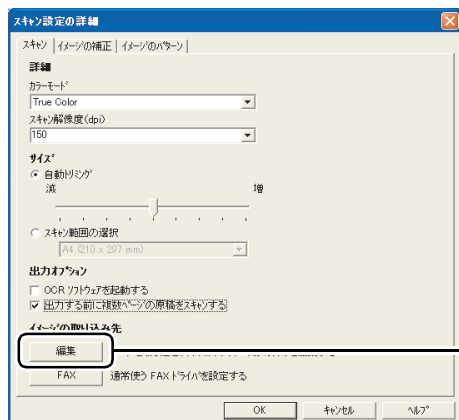 スキャン設定の詳細
スキャン イメージの補正 イメージのパターン
詳細
カラーモード
True Color
スキャン解像度(dpi)
150
サイズ
自動トリミング
減 増
スキャン範囲の選択
A4 (210 x 297 mm)
出力オプション
OCR ソフトウェアを起動する
出力する前に複数ページの原稿をスキャンする
イメージの取り込み先
編集
FAX 通常使う FAX ドライバを設定する
OK キャンセル ヘルプ